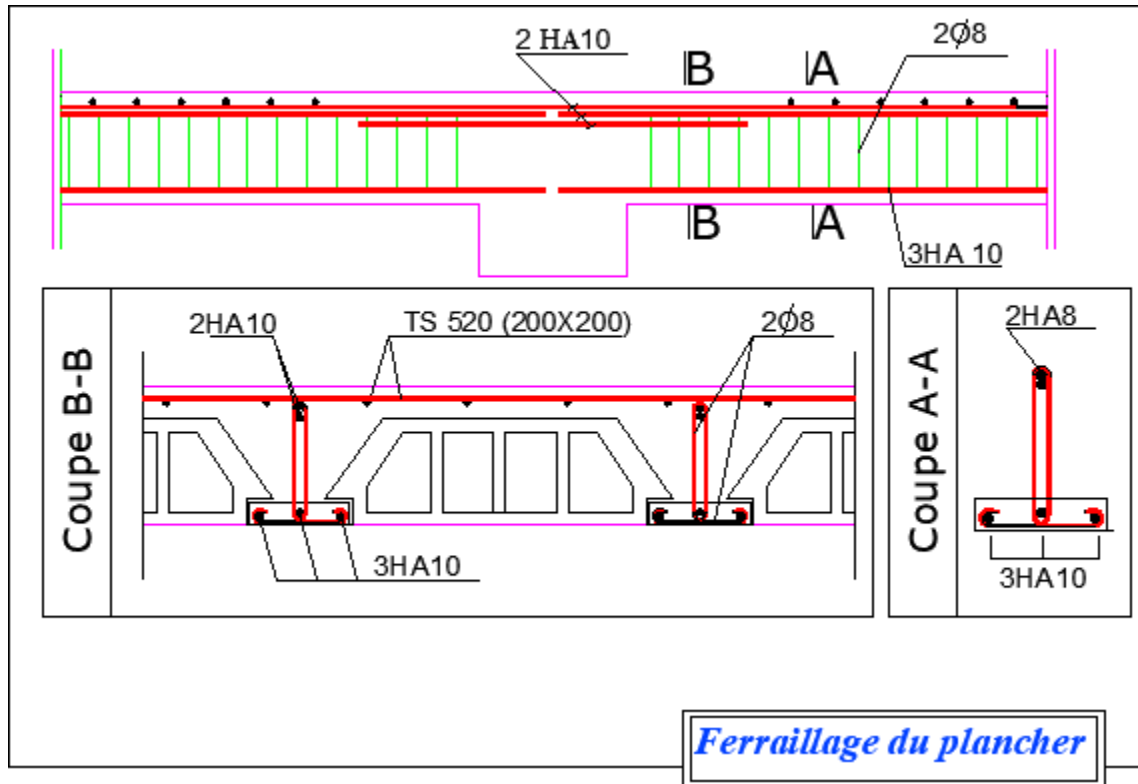 2 HA10
B
A
2Ø8
B
A
3HA 10
Coupe B-B
2HA10
TS 520 (200X200)
2Ø8
3HA10
Coupe A-A
2HA8
3HA10
Ferraillage du plancher